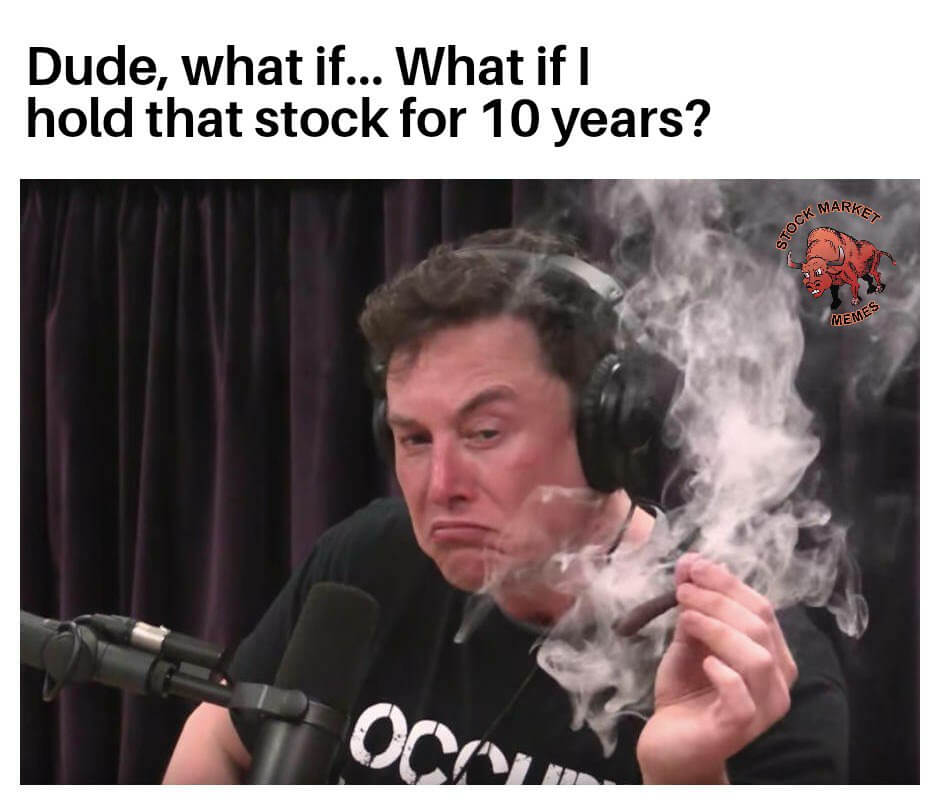 Dude, what if... What if I
hold that stock for 10 years?
STOCK MARKET
MEMES